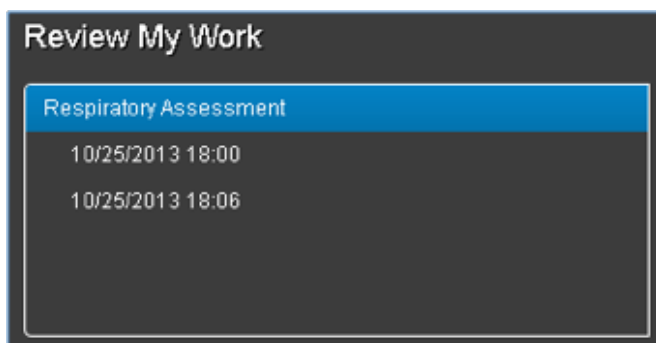 Review My Work
Respiratory Assessment
10/25/2013 18:00
10/25/2013 18:06